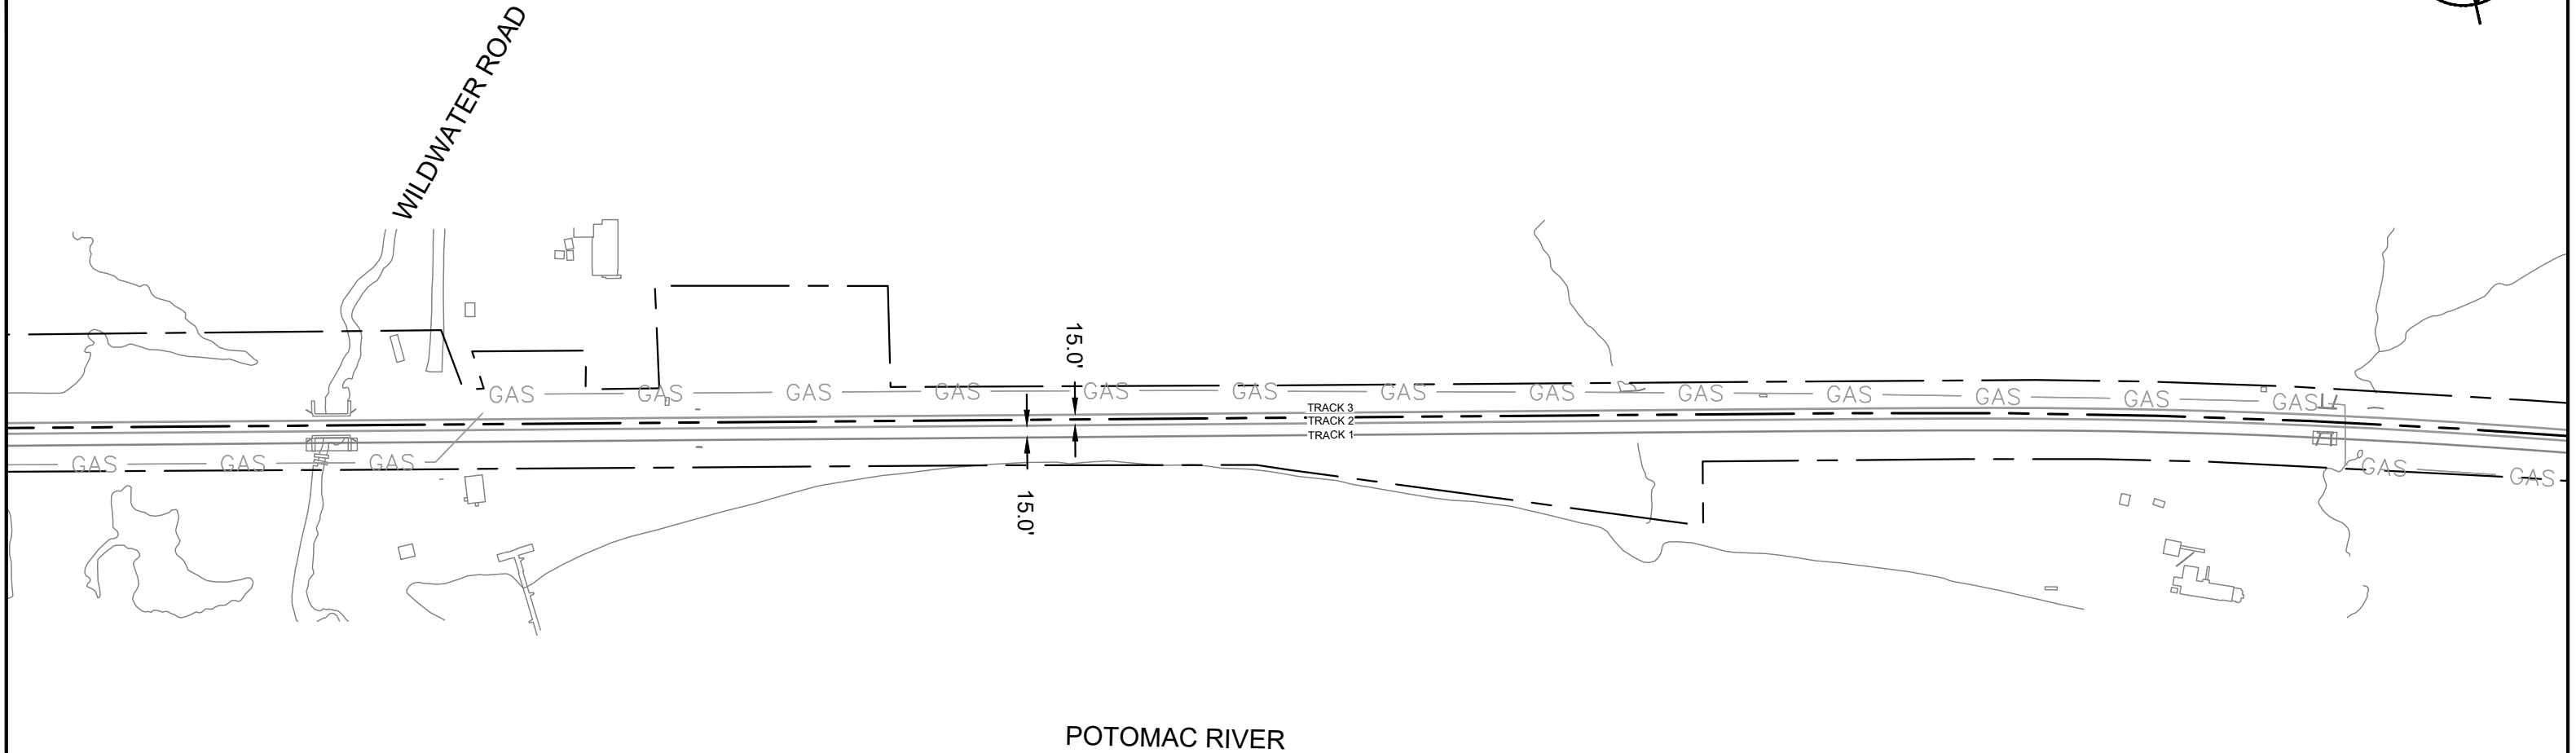 WILDWATER ROAD
15.0'
GAS GAS GAS GAS GAS GAS GAS GAS GAS GAS GAS GAS GAS
TRACK 3
TRACK 2
TRACK 1
GAS GAS GAS
GAS GAS
15.0'
POTOMAC RIVER